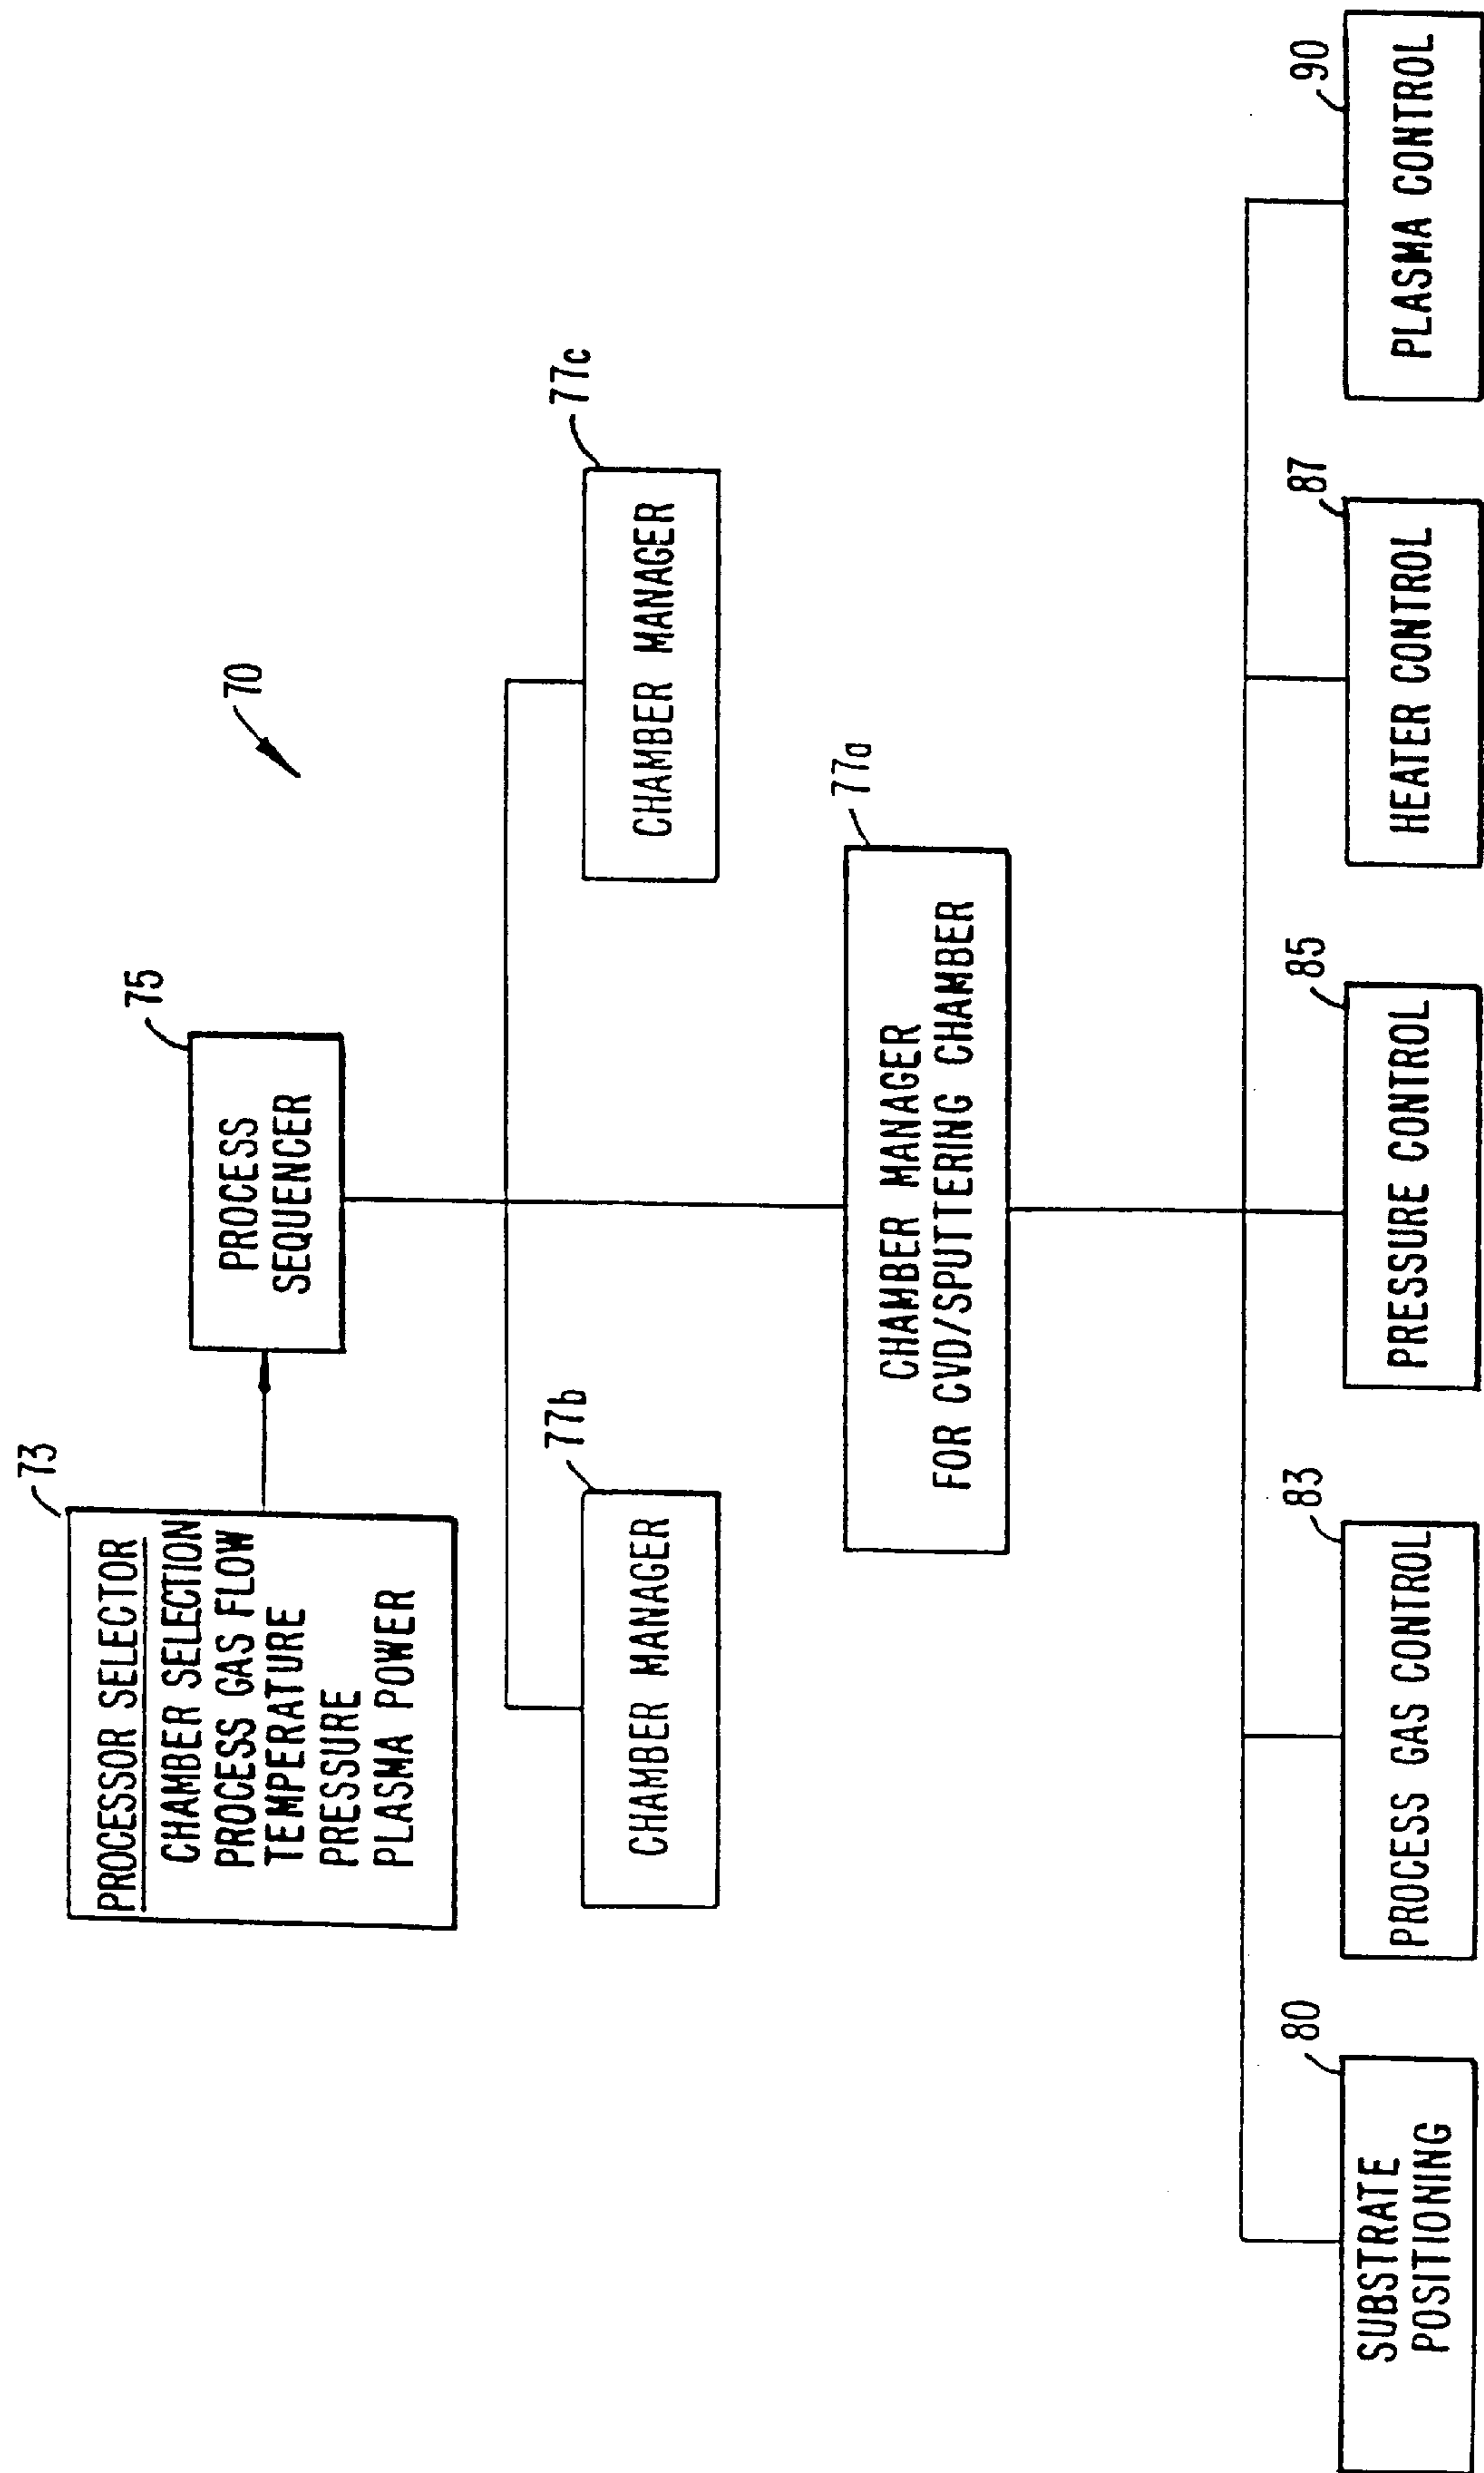 70
73
PROCESSOR SELECTOR
CHAMBER SELECTION
PROCESS GAS FLOW
TEMPERATURE
PRESSURE
PLASMA POWER
75
PROCESS
SEQUENCER
77b
CHAMBER MANAGER
77c
CHAMBER MANAGER
77a
CHAMBER MANAGER
FOR CVD/SPUTTERING CHAMBER
80
SUBSTRATE
POSITIONING
83
PROCESS GAS CONTROL
85
PRESSURE CONTROL
87
HEATER CONTROL
90
PLASMA CONTROL